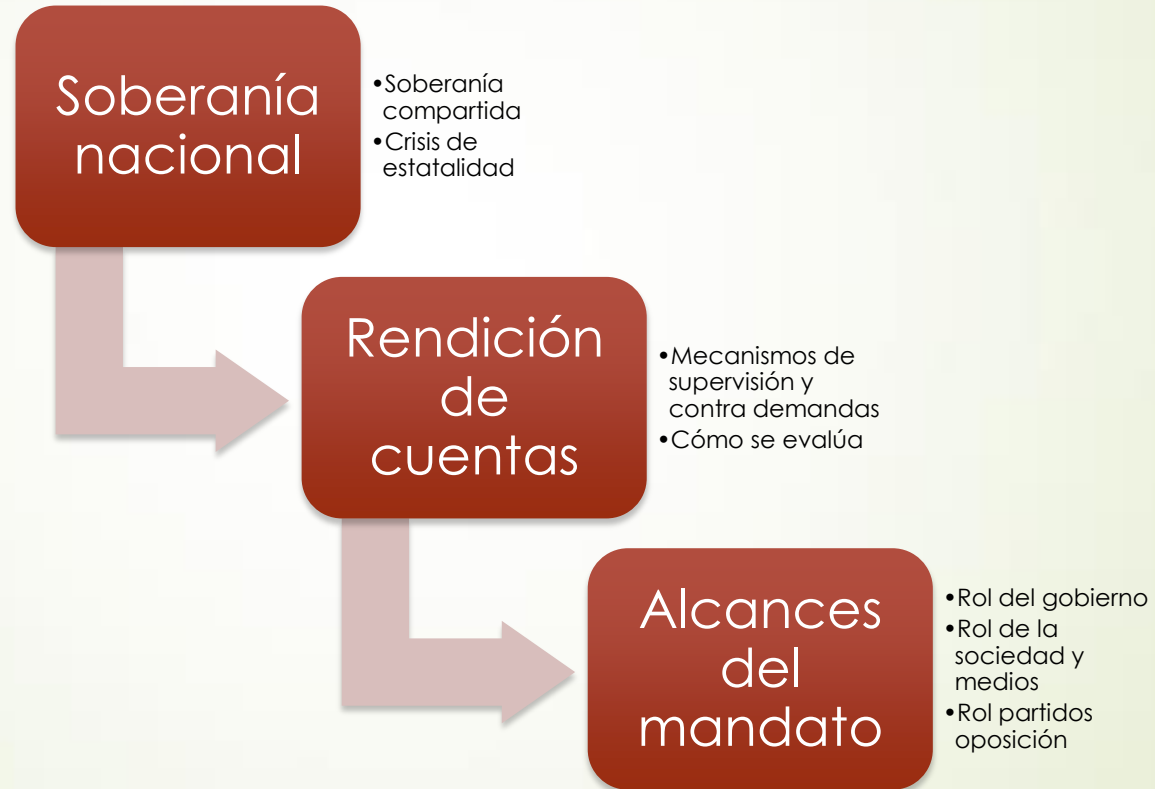 Soberanía
nacional
•Soberanía
compartida
•Crisis de
estatalidad
Rendición
de
cuentas
•Mecanismos de
supervisión y
contra demandas
•Cómo se evalúa
Alcances
del
mandato
•Rol del gobierno
•Rol de la
sociedad y
medios
•Rol partidos
oposición